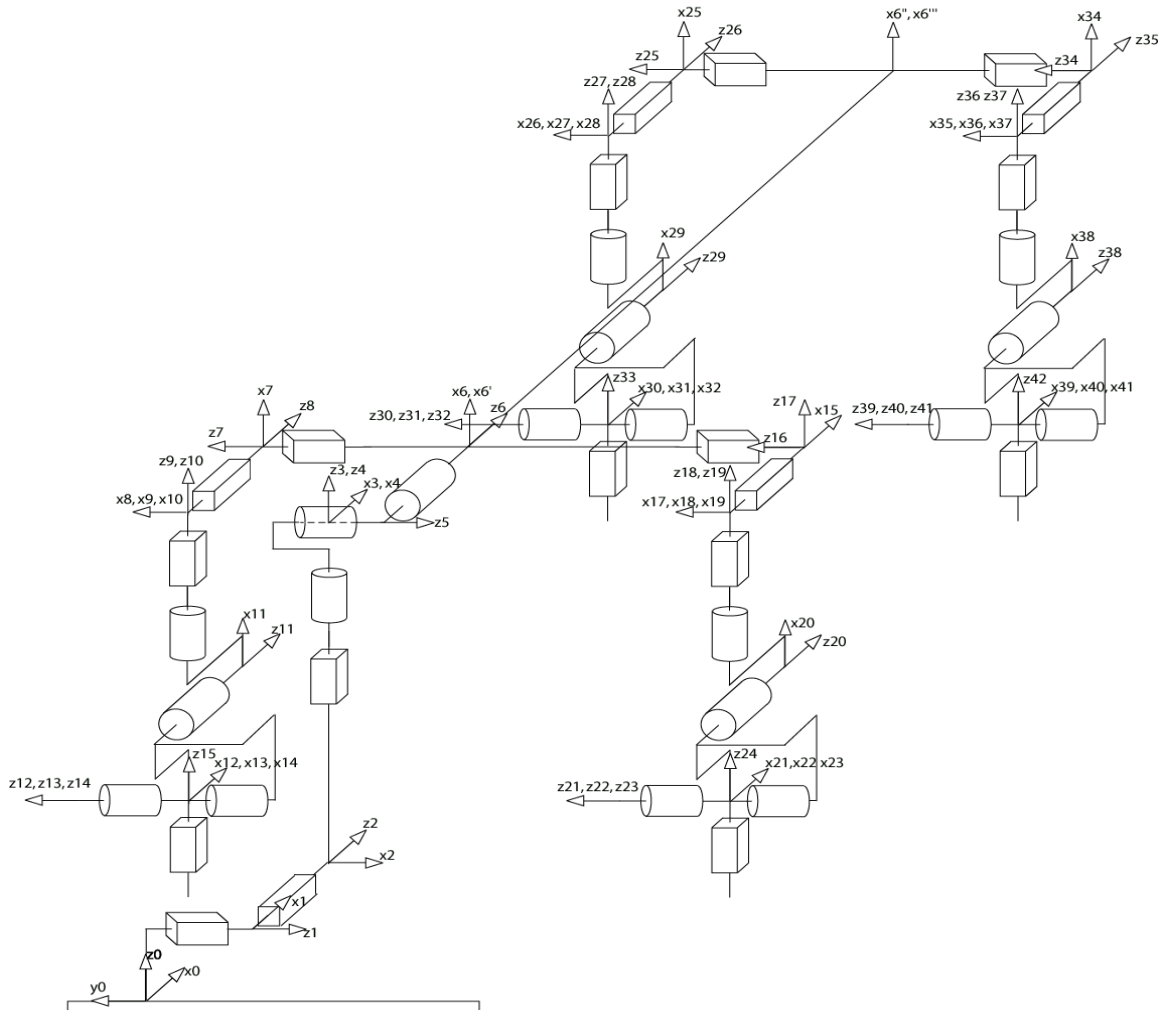 x25
x6'', x6'''
x34
z26
z35
z25
z34
z27, z28
z36 z37
x26, x27, x28
x35, x36, x37
x29
x38
z29
z38
z33
z42
x30, x31, x32
x39, x40, x41
x7
z8
x6, x6'
z6
z30, z31, z32
z17
x15
z39, z40, z41
z7
z16
z9, z10
z3, z4
z18, z19
x8, x9, x10
x3, x4
x17, x18, x19
z5
x11
z11
x20
z20
z15
z24
x12, x13, x14
x21, x22 x23
z12, z13, z14
z21, z22, z23
z2
x2
x1
z1
z0
x0
y0